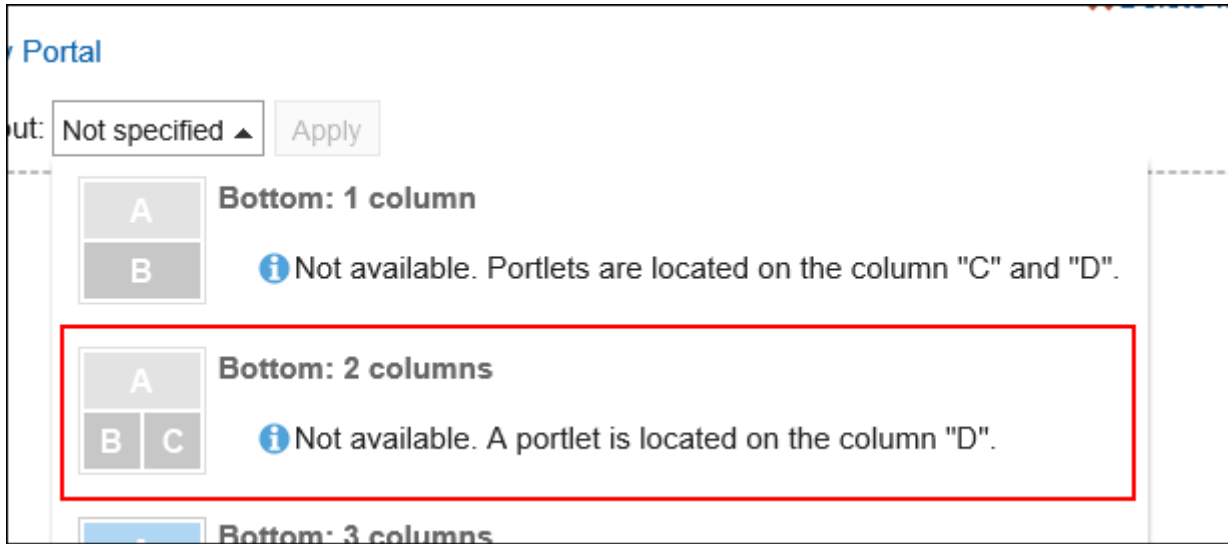 Portal
Not specified
Apply
A
Bottom: 1 column
B
Not available. Portlets are located on the column "C" and "D".
A
Bottom: 2 columns
B C
Not available. A portlet is located on the column "D".
Bottom: 3 columns